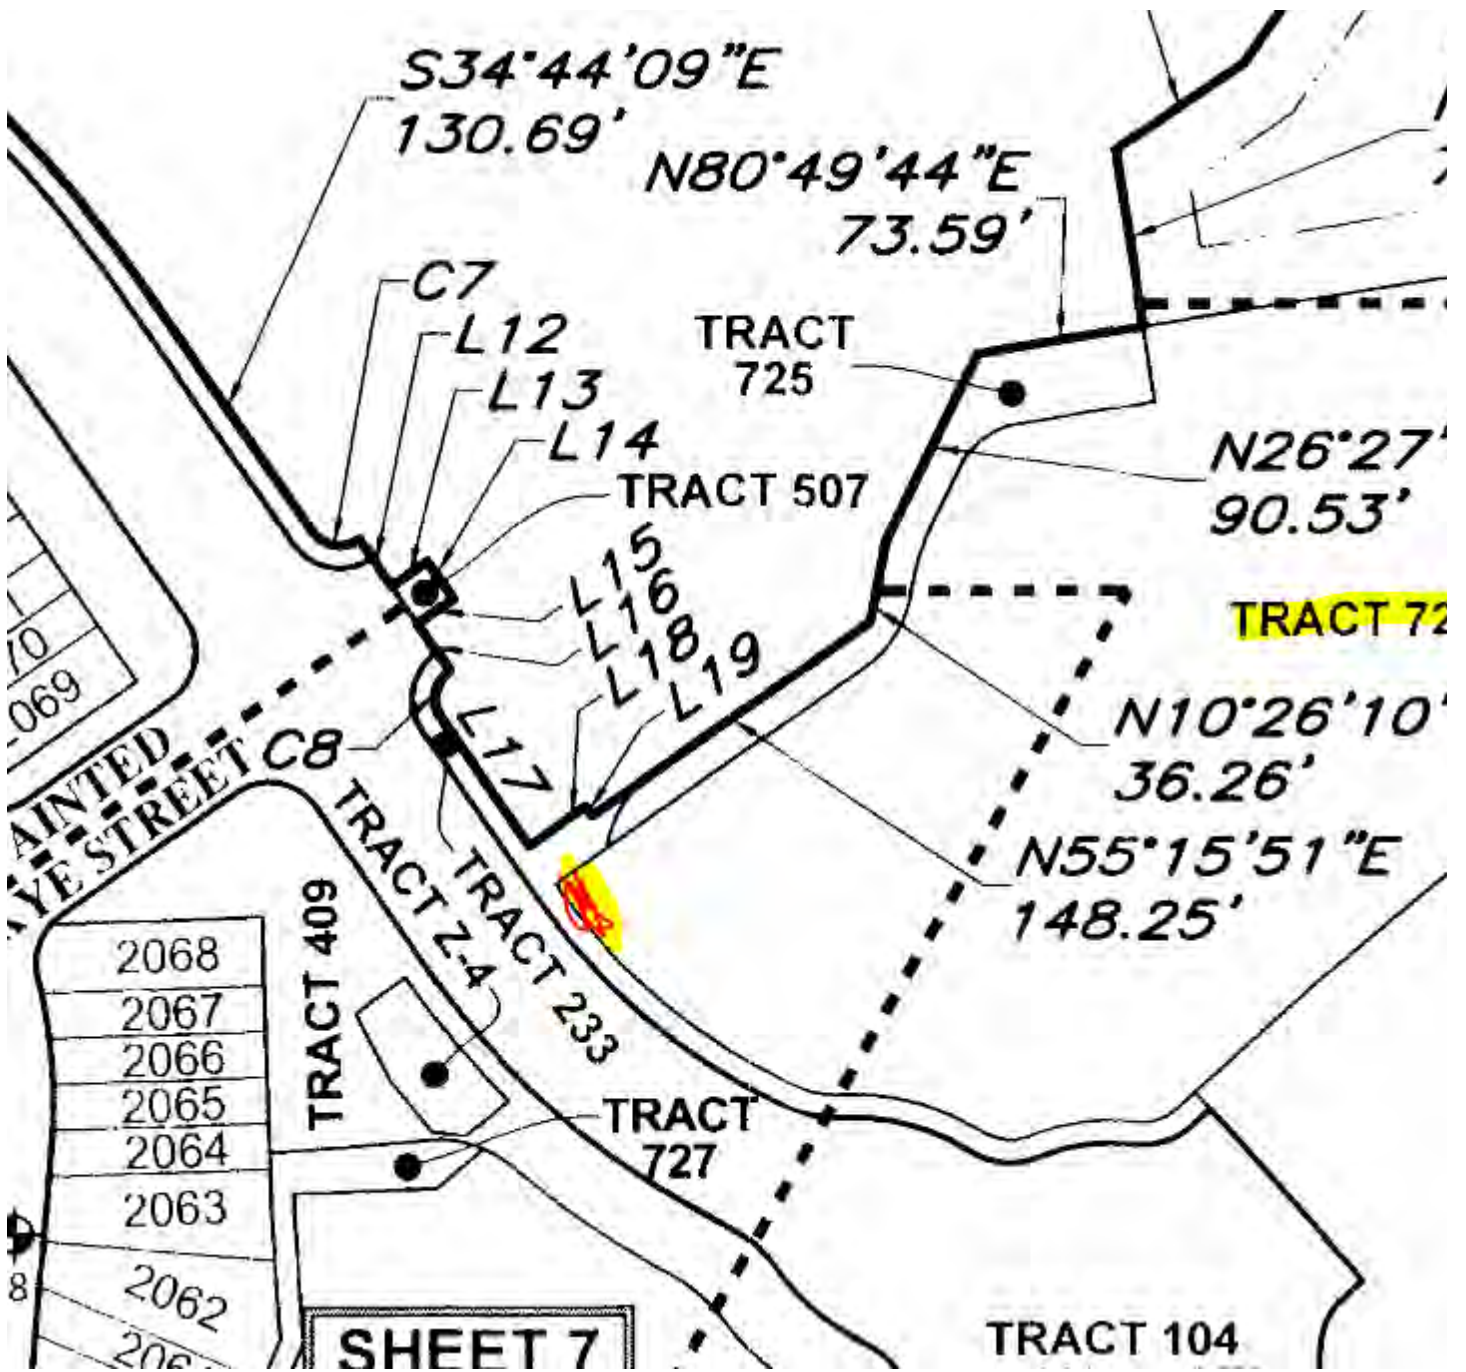 S34°44'09"E
130.69'
N80°49'44"E
73.59'
C7
L12
L13
L14
TRACT
725
TRACT 507
N26°27'
90.53'
L15
L16
L18
L19
L17
TRACT 72
N10°26'10"
36.26'
N55°15'51"E
148.25'
70
2069
C8
AINTED
YE STREET
TRACT Z-4
TRACT 233
TRACT 409
2068
2067
2066
2065
2064
2063
2062
TRACT
727
8
SHEET 7
TRACT 104